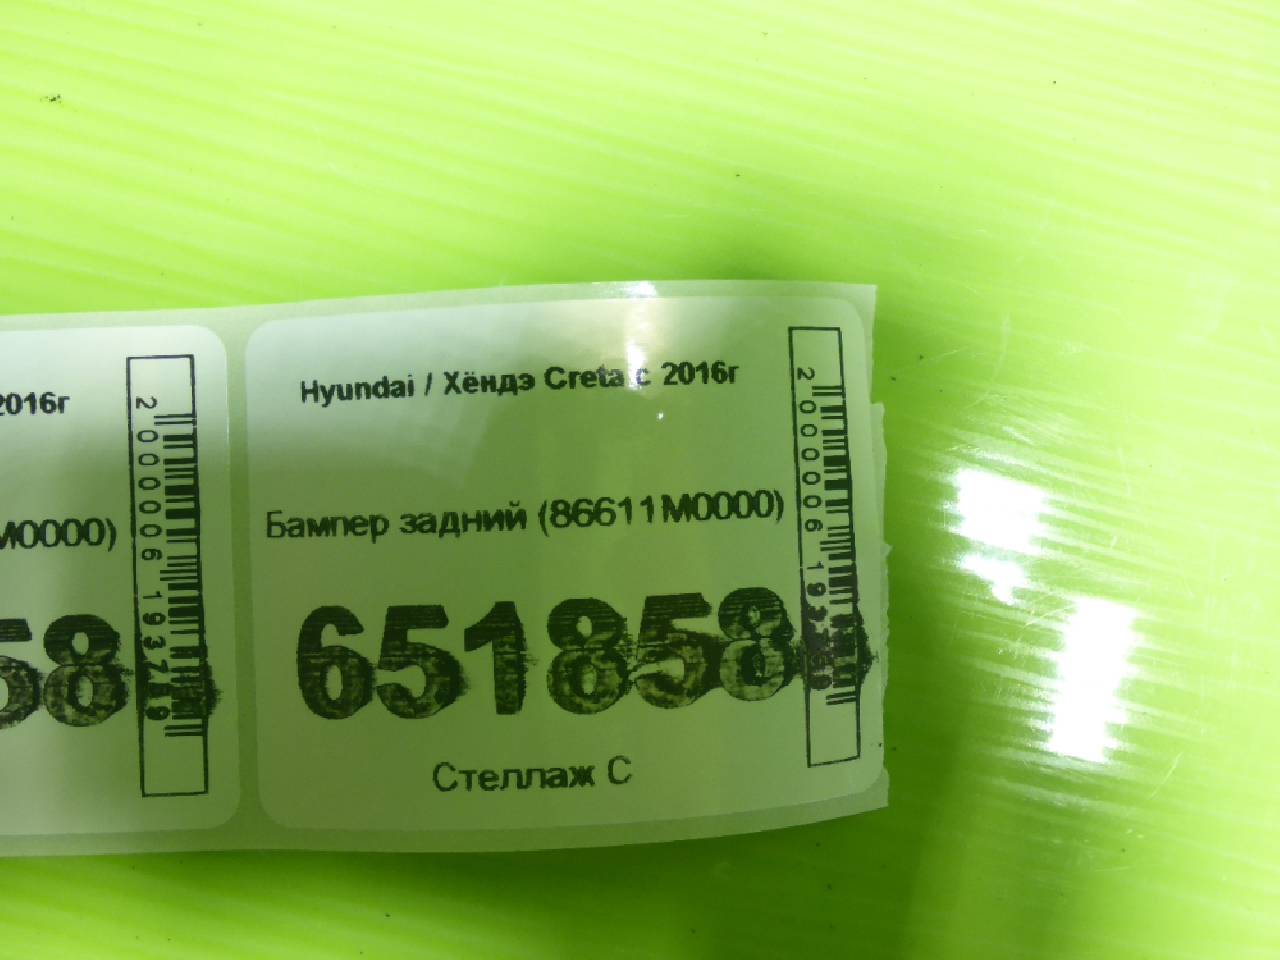 2016г
M0000)
58
Hyundai / Хёндэ Creta с 2016г
Бампер задний (86611M0000)
651858
Стеллаж С